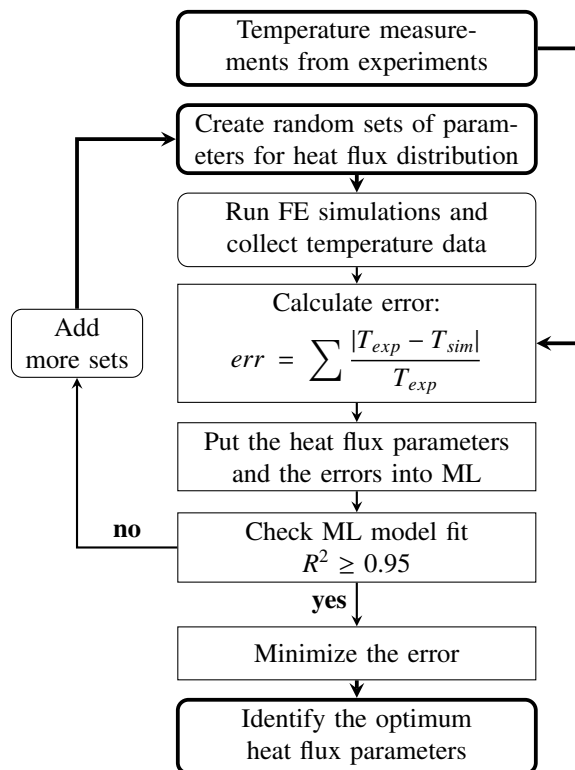 Temperature measure-
ments from experiments
Create random sets of param-
eters for heat flux distribution
Run FE simulations and
collect temperature data
Calculate error:
err = ∑ |T_exp − T_sim| / T_exp
Add
more sets
Put the heat flux parameters
and the errors into ML
no
Check ML model fit
R² ≥ 0.95
yes
Minimize the error
Identify the optimum
heat flux parameters